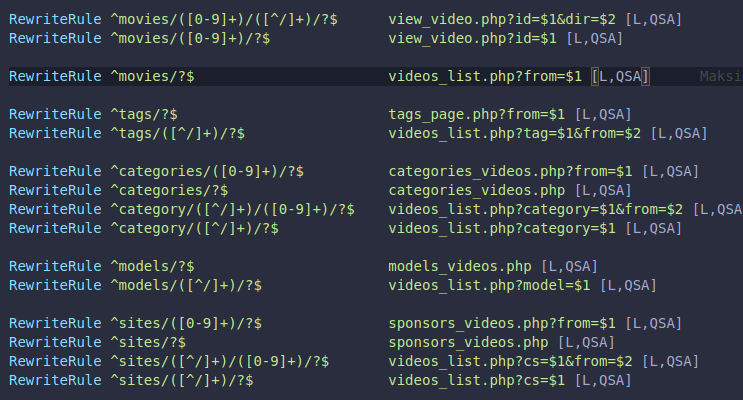 RewriteRule ^movies/([0-9]+)/([^/]+)/?$ view_video.php?id=$1&dir=$2 [L,QSA]
RewriteRule ^movies/([0-9]+)/?$ view_video.php?id=$1 [L,QSA]
RewriteRule ^movies/?$ videos_list.php?from=$1 [L,QSA] Maksi
RewriteRule ^tags/?$ tags_page.php?from=$1 [L,QSA]
RewriteRule ^tags/([^/]+)/?$ videos_list.php?tag=$1&from=$2 [L,QSA]
RewriteRule ^categories/([0-9]+)/?$ categories_videos.php?from=$1 [L,QSA]
RewriteRule ^categories/?$ categories_videos.php [L,QSA]
RewriteRule ^category/([^/]+)/([0-9]+)/?$ videos_list.php?category=$1&from=$2 [L,QSA
RewriteRule ^category/([^/]+)/?$ videos_list.php?category=$1 [L,QSA]
RewriteRule ^models/?$ models_videos.php [L,QSA]
RewriteRule ^models/([^/]+)/?$ videos_list.php?model=$1 [L,QSA]
RewriteRule ^sites/([0-9]+)/?$ sponsors_videos.php?from=$1 [L,QSA]
RewriteRule ^sites/?$ sponsors_videos.php [L,QSA]
RewriteRule ^sites/([^/]+)/([0-9]+)/?$ videos_list.php?cs=$1&from=$2 [L,QSA]
RewriteRule ^sites/([^/]+)/?$ videos_list.php?cs=$1 [L,QSA]